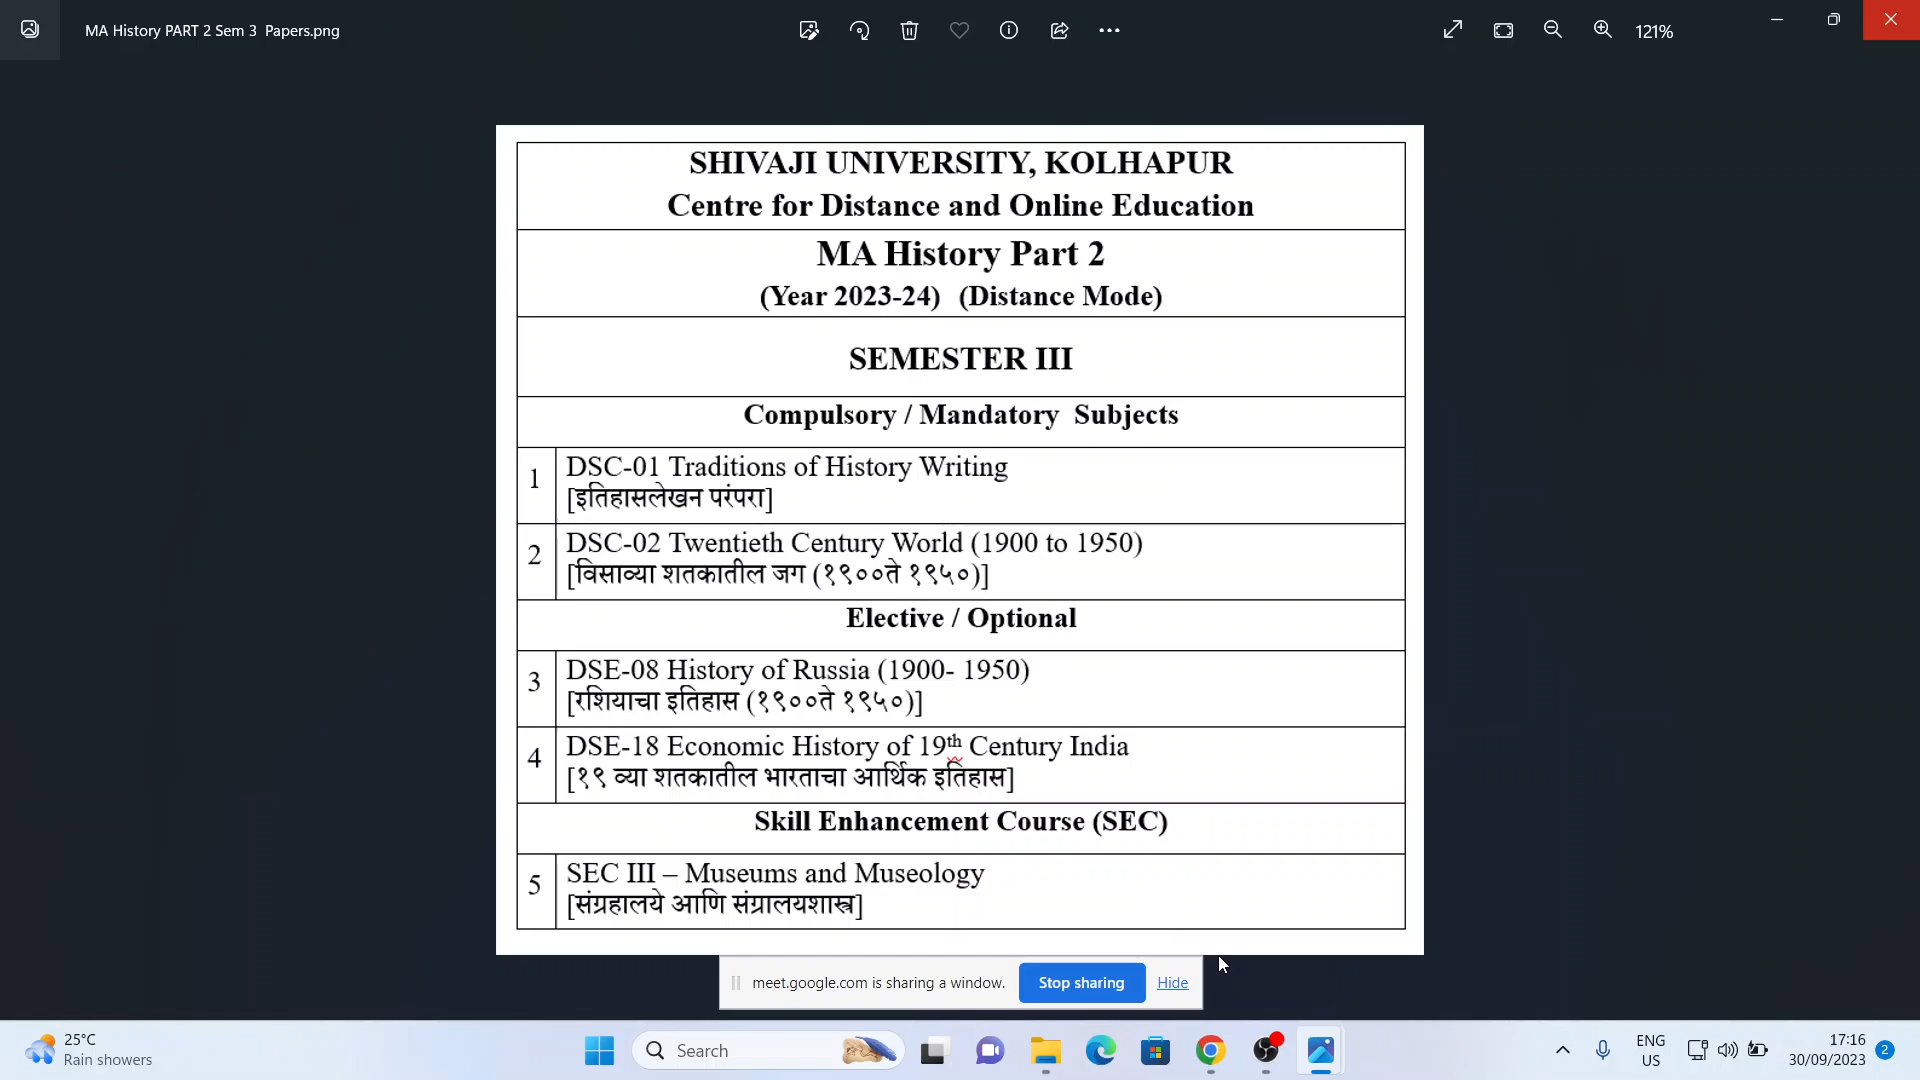 MA History PART 2 Sem 3  Papers.png
121%
SHIVAJI UNIVERSITY, KOLHAPUR
Centre for Distance and Online Education
MA History Part 2
(Year 2023-24)  (Distance Mode)
SEMESTER III
Compulsory / Mandatory  Subjects
1 DSC-01 Traditions of History Writing
[इतिहासलेखन परंपरा]
2 DSC-02 Twentieth Century World (1900 to 1950)
[विसाव्या शतकातील जग (१९००ते १९५०)]
Elective / Optional
3 DSE-08 History of Russia (1900- 1950)
[रशियाचा इतिहास (१९००ते १९५०)]
4 DSE-18 Economic History of 19th Century India
[१९ व्या शतकातील भारताचा आर्थिक इतिहास]
Skill Enhancement Course (SEC)
5 SEC III – Museums and Museology
[संग्रहालये आणि संग्रालयशास्त्र]
meet.google.com is sharing a window. Stop sharing Hide
25°C
Rain showers
Search
ENG
US
17:16
30/09/2023
2